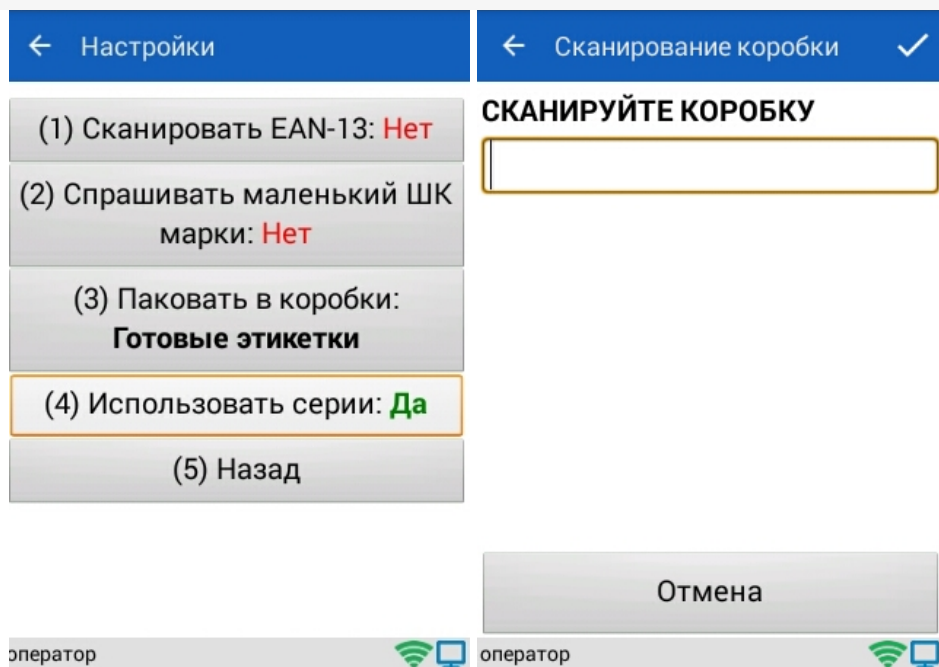 Настройки
(1) Сканировать EAN-13: Нет
(2) Спрашивать маленький ШК
марки: Нет
(3) Паковать в коробки:
Готовые этикетки
(4) Использовать серии: Да
(5) Назад
оператор
Сканирование коробки
СКАНИРУЙТЕ КОРОБКУ
Отмена
оператор